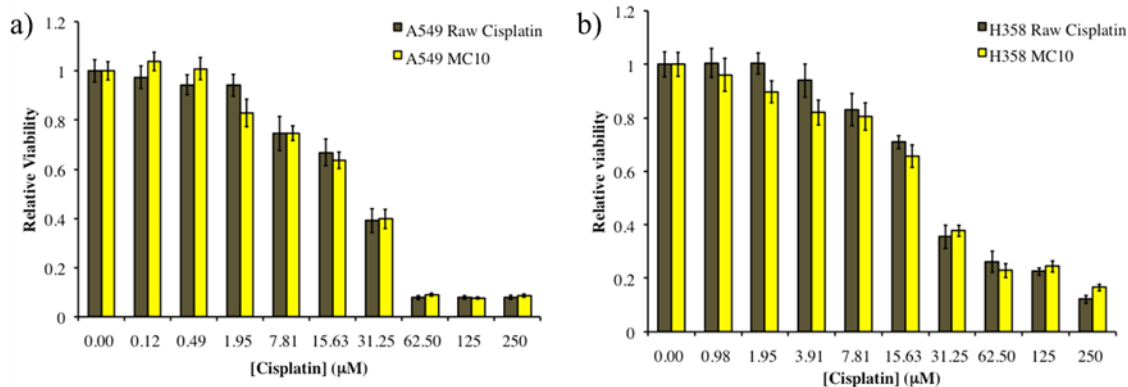 a)
1.2
1
0.8
0.6
0.4
0.2
0
Relative Viability
A549 Raw Cisplatin
A549 MC10
0.00 0.12 0.49 1.95 7.81 15.63 31.25 62.50 125 250
[Cisplatin] (µM)
b)
1.2
1
0.8
0.6
0.4
0.2
0
Relative viability
H358 Raw Cisplatin
H358 MC10
0.00 0.98 1.95 3.91 7.81 15.63 31.25 62.50 125 250
[Cisplatin] (µM)